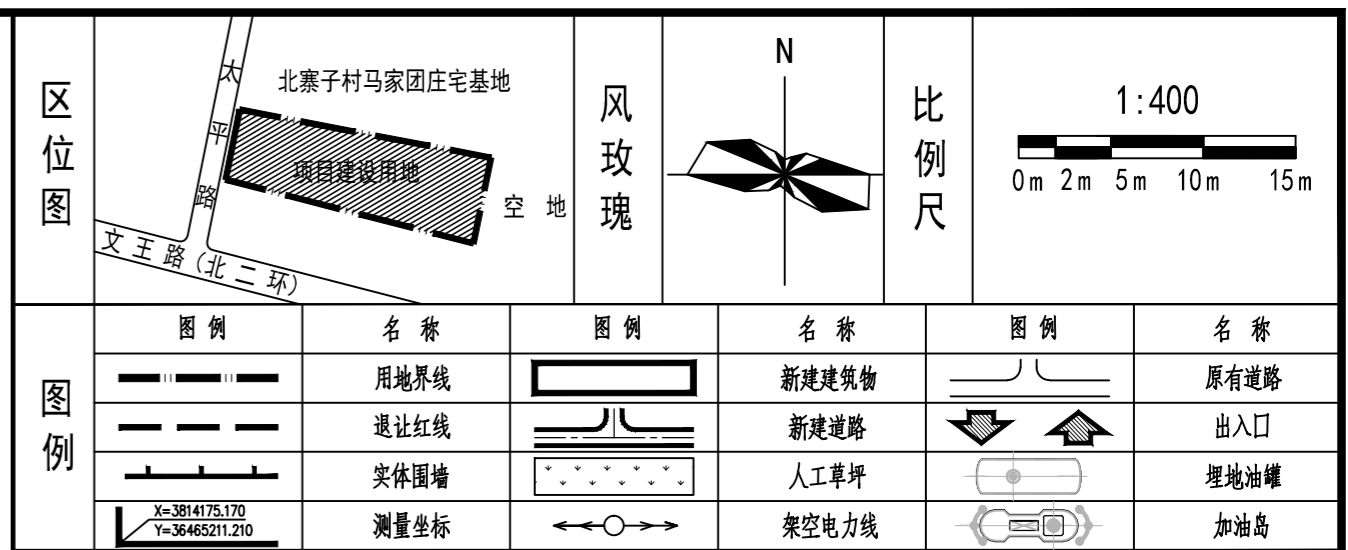 区位图
太平路
北寨子村马家团庄宅基地
项目建设用地
空地
文王路(北二环)
风玫瑰
N
比例尺
1:400
0m 2m 5m 10m 15m
图例
图例 名称 图例 名称 图例 名称
用地界线 新建建筑物 原有道路
退让红线 新建道路 出入口
实体围墙 人工草坪 埋地油罐
X=3814175.170
Y=36465211.210
测量坐标 架空电力线 加油岛